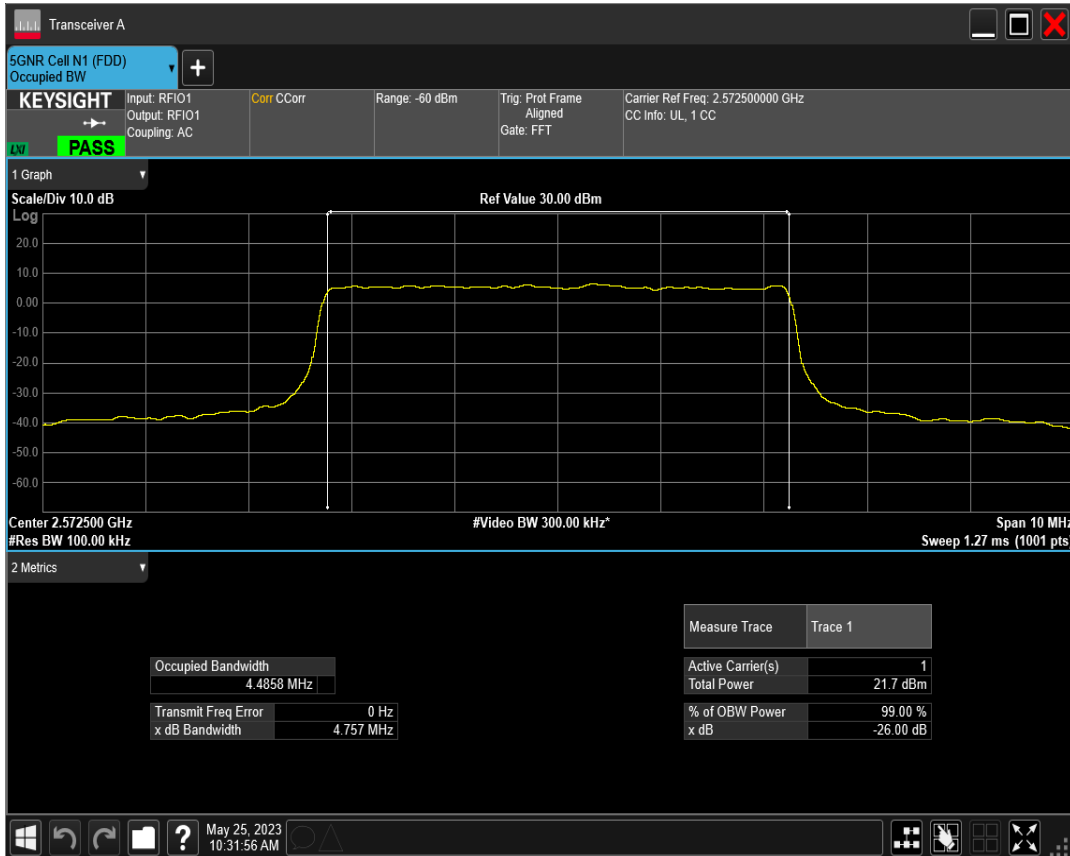 Transceiver A
5GNR Cell N1 (FDD)
Occupied BW
+
KEYSIGHT
LXI
PASS
Input: RFIO1
Output: RFIO1
Coupling: AC
Corr CCorr
Range: -60 dBm
Trig: Prot Frame
Aligned
Gate: FFT
Carrier Ref Freq: 2.572500000 GHz
CC Info: UL, 1 CC
1 Graph
Scale/Div 10.0 dB
Ref Value 30.00 dBm
Log
20.0
10.0
0.00
-10.0
-20.0
-30.0
-40.0
-50.0
-60.0
Center 2.572500 GHz
#Video BW 300.00 kHz*
Span 10 MHz
#Res BW 100.00 kHz
Sweep 1.27 ms (1001 pts)
2 Metrics
Measure Trace Trace 1
Occupied Bandwidth
4.4858 MHz
Active Carrier(s) 1
Total Power 21.7 dBm
Transmit Freq Error 0 Hz
x dB Bandwidth 4.757 MHz
% of OBW Power 99.00 %
x dB -26.00 dB
?
May 25, 2023
10:31:56 AM